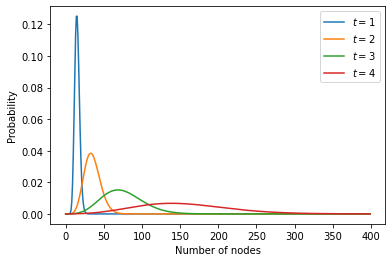 0.12
0.10
0.08
0.06
0.04
0.02
0.00
Probability
0 50 100 150 200 250 300 350 400
Number of nodes
t = 1
t = 2
t = 3
t = 4